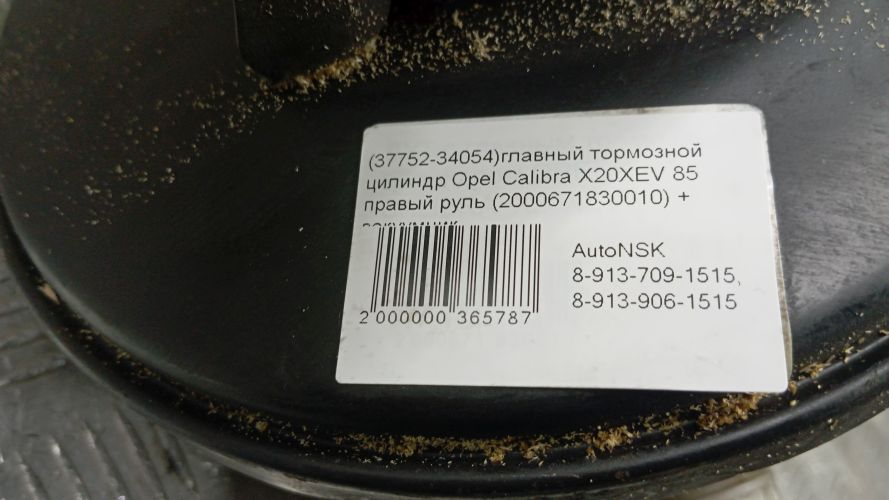 (37752-34054)главный тормозной
цилиндр Opel Calibra X20XEV 85
правый руль (2000671830010) +
AutoNSK
8-913-709-1515,
8-913-906-1515
2 000000 365787